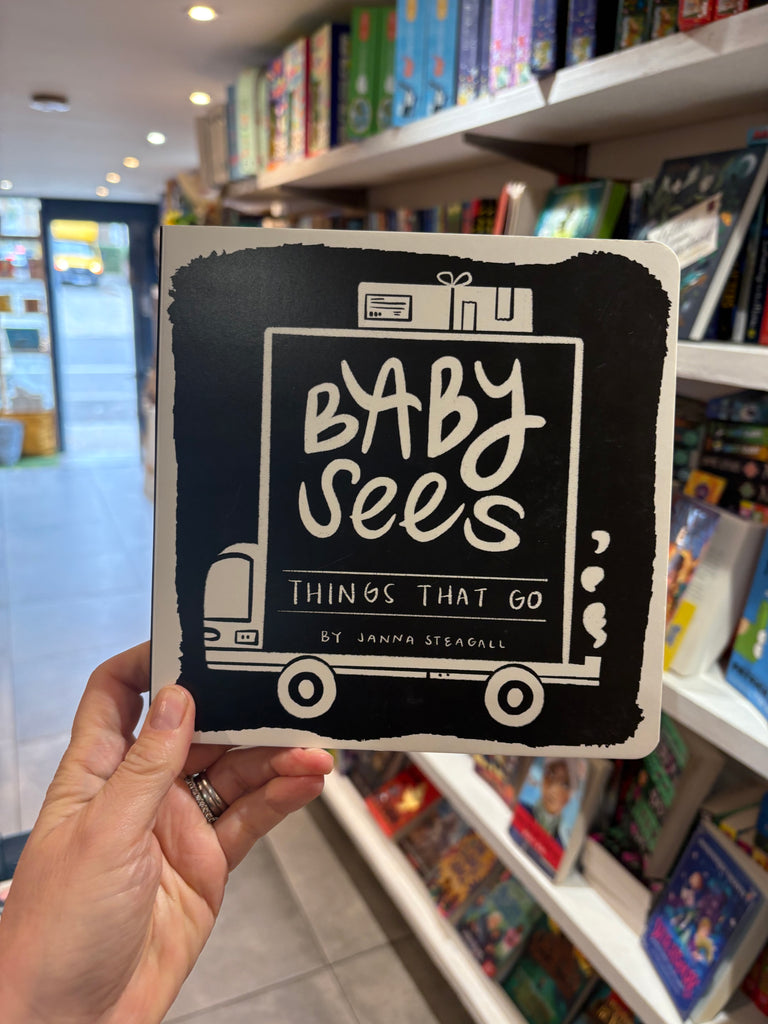 BABY
Sees
THINGS THAT GO
BY JANNA STEAGALL